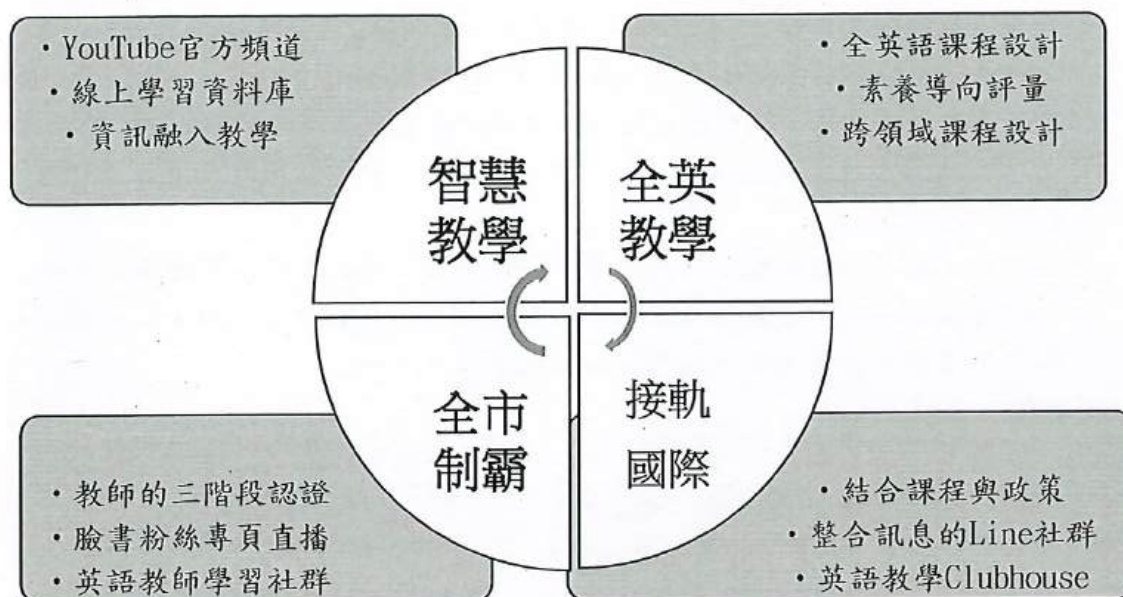 ・YouTube官方頻道
・線上學習資料庫
・資訊融入教學
智慧
教學
・全英語課程設計
・素養導向評量
・跨領域課程設計
全英
教學
全市
制霸
・教師的三階段認證
・臉書粉絲專頁直播
・英語教師學習社群
接軌
國際
・結合課程與政策
・整合訊息的Line社群
・英語教學Clubhouse